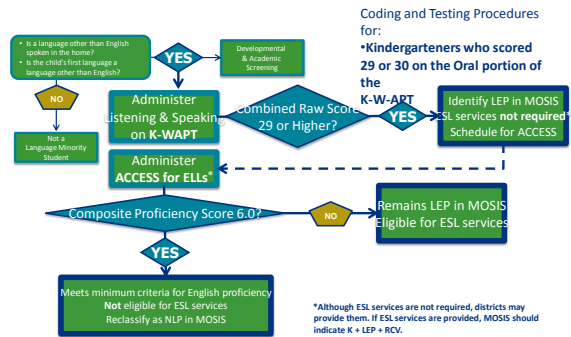 Coding and Testing Procedures
for:
•Kindergarteners who scored
29 or 30 on the Oral portion of
the
K-W-APT
• Is a language other than English
spoken in the home?
• Is the child's first language a
language other than English?
YES
Developmental
& Academic
Screening
NO
Not a
Language Minority
Student
Administer
Listening & Speaking
on K-WAPT
Combined Raw Score
29 or Higher?
YES
Identify LEP in MOSIS
ESL services not required*
Schedule for ACCESS
Administer
ACCESS for ELLs*
Composite Proficiency Score 6.0?
NO
Remains LEP in MOSIS
Eligible for ESL services
YES
Meets minimum criteria for English proficiency
Not eligible for ESL services
Reclassify as NLP in MOSIS
*Although ESL services are not required, districts may
provide them. If ESL services are provided, MOSIS should
indicate K + LEP + RCV.